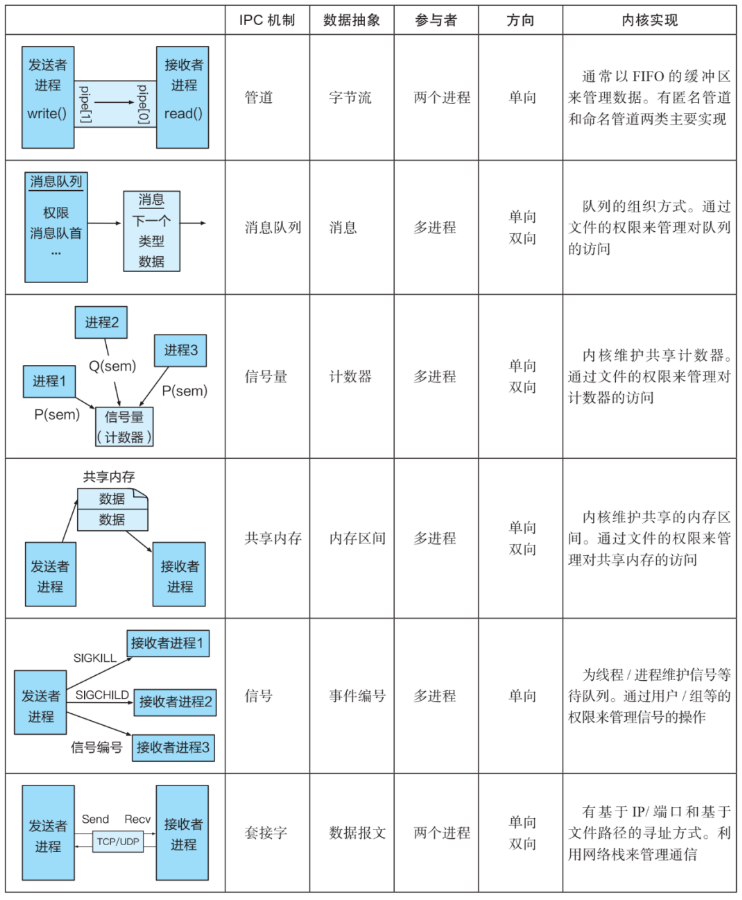 IPC 机制 数据抽象 参与者 方向 内核实现
发送者
进程
write()
pipe[1]
pipe[0]
接收者
进程
read()
管道 字节流 两个进程 单向
通常以 FIFO 的缓冲区
来管理数据。有匿名管道
和命名管道两类主要实现
消息队列
权限
消息队首
...
消息
下一个
类型
数据
消息队列 消息 多进程
单向
双向
队列的组织方式。通过
文件的权限来管理对队列
的访问
进程2
进程3
Q(sem)
进程1
P(sem)
P(sem)
信号量
（计数器）
信号量 计数器 多进程
单向
双向
内核维护共享计数器。
通过文件的权限来管理对
计数器的访问
共享内存
数据
数据
发送者
进程
接收者
进程
共享内存 内存区间 多进程
单向
双向
内核维护共享的内存区
间。通过文件的权限来管
理对共享内存的访问
接收者进程1
SIGKILL
发送者
进程
SIGCHILD
接收者进程2
信号编号
接收者进程3
信号 事件编号 多进程 单向
为线程 / 进程维护信号等
待队列。通过用户 / 组等的
权限来管理信号的操作
发送者
进程
Send
Recv
TCP/UDP
接收者
进程
套接字 数据报文 两个进程
单向
双向
有基于 IP/ 端口和基于
文件路径的寻址方式。利
用网络栈来管理通信